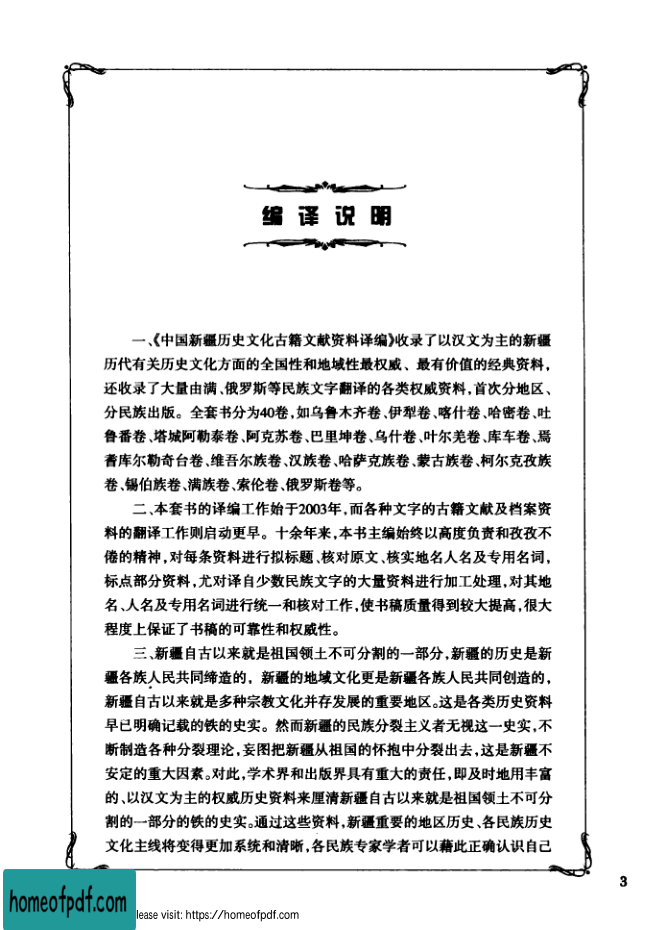 编译说明
一、《中国新疆历史文化古籍文献资料译编》收录了以汉文为主的新疆
历代有关历史文化方面的全国性和地域性最权威、最有价值的经典资料，
还收录了大量由满、俄罗斯等民族文字翻译的各类权威资料，首次分地区、
分民族出版。全套书分为40卷，如乌鲁木齐卷、伊犁卷、喀什卷、哈密卷、吐
鲁番卷、塔城阿勒泰卷、阿克苏卷、巴里坤卷、乌什卷、叶尔羌卷、库车卷、焉
耆库尔勒奇台卷、维吾尔族卷、汉族卷、哈萨克族卷、蒙古族卷、柯尔克孜族
卷、锡伯族卷、满族卷、索伦卷、俄罗斯卷等。
二、本套书的译编工作始于2003年，而各种文字的古籍文献及档案资
料的翻译工作则启动更早。十余年来，本书主编始终以高度负责和孜孜不
倦的精神，对每条资料进行拟标题、核对原文、核实地名人名及专用名词，
标点部分资料，尤对译自少数民族文字的大量资料进行加工处理，对其地
名、人名及专用名词进行统一和核对工作，使书稿质量得到较大提高，很大
程度上保证了书稿的可靠性和权威性。
三、新疆自古以来就是祖国领土不可分割的一部分，新疆的历史是新
疆各族人民共同缔造的，新疆的地域文化更是新疆各族人民共同创造的，
新疆自古以来就是多种宗教文化并存发展的重要地区。这是各类历史资料
早已明确记载的铁的史实。然而新疆的民族分裂主义者无视这一史实，不
断制造各种分裂理论，妄图把新疆从祖国的怀抱中分裂出去，这是新疆不
安定的重大因素。对此，学术界和出版界具有重大的责任，即及时地用丰富
的、以汉文为主的权威历史资料来厘清新疆自古以来就是祖国领土不可分
割的一部分的铁的史实。通过这些资料，新疆重要的地区历史、各民族历史
文化主线将变得更加系统和清晰，各民族专家学者可以藉此正确认识自己
3
homeofpdf.com
lease visit: https://homeofpdf.com